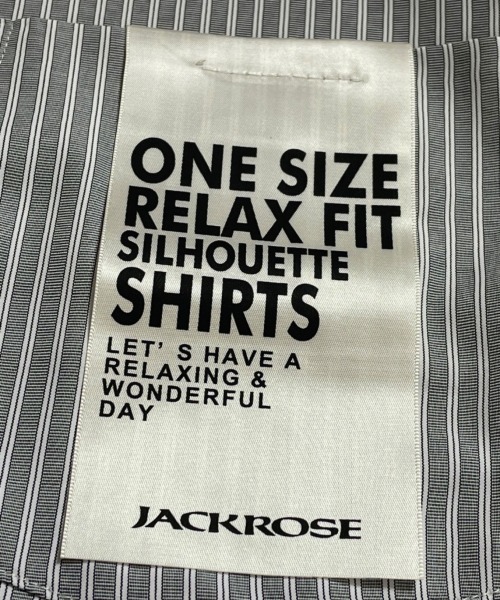 ONE SIZE
RELAX FIT
SILHOUETTE
SHIRTS
LET' S HAVE A
RELAXING &
WONDERFUL
DAY
JACKROSE